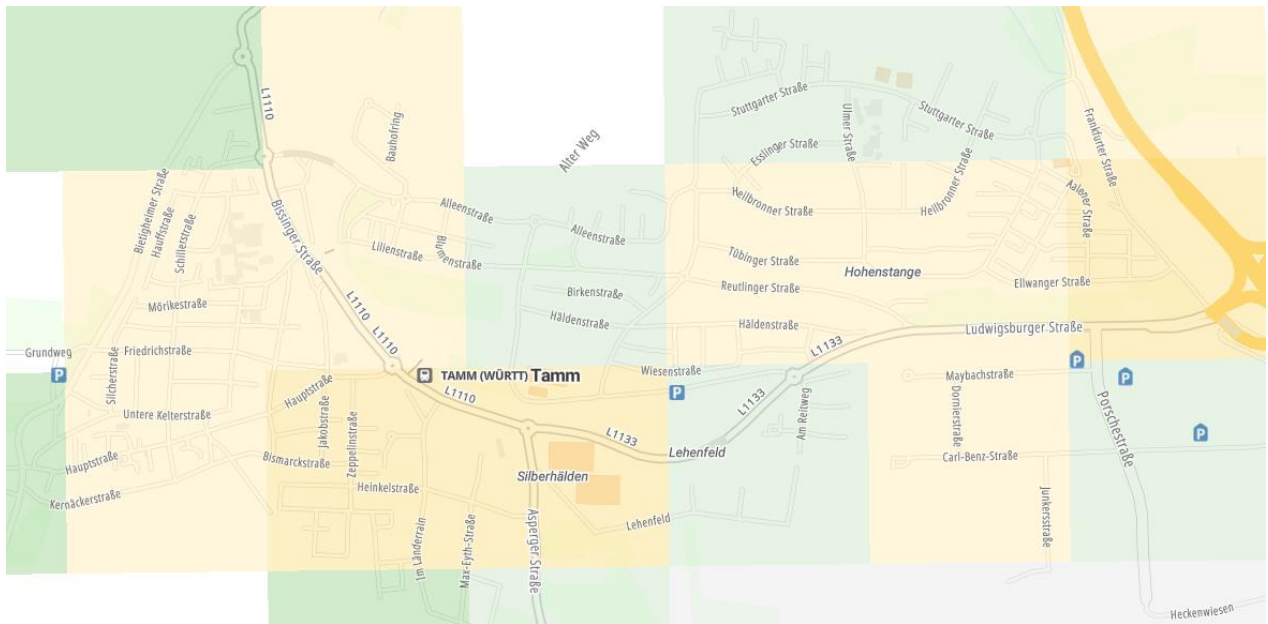 L1110
Bauhofring
Alter Weg
Stuttgarter Straße
Ulmer Straße
Stuttgarter Straße
Esslinger Straße
Frankfurter Straße
Bietigheimer Straße
Hauffstraße
Schillerstraße
Bissinger Straße
Alleenstraße
Alleenstraße
Heilbronner Straße
Heilbronner Straße
Aalener Straße
Lilienstraße
Blumenstraße
Tübinger Straße
Hohenstange
Reutlinger Straße
Ellwanger Straße
Birkenstraße
Mörikestraße
L1110
Häldenstraße
Häldenstraße
Ludwigsburger Straße
L1110
L1133
Grundweg
Friedrichstraße
P
TAMM (WÜRTT) Tamm
Wiesenstraße
Maybachstraße
P
P
P
Silcherstraße
Hauptstraße
L1110
L1133
Am Reitweg
Dornierstraße
Porschestraße
Untere Kelterstraße
Jakobstraße
Zeppelinstraße
L1133
P
Hauptstraße
Bismarckstraße
Lehenfeld
Carl-Benz-Straße
Silberhälden
Kernäckerstraße
Heinkelstraße
Junkersstraße
Im Länderrain
Max-Eyth-Straße
Asperger Straße
Lehenfeld
Heckenwiesen